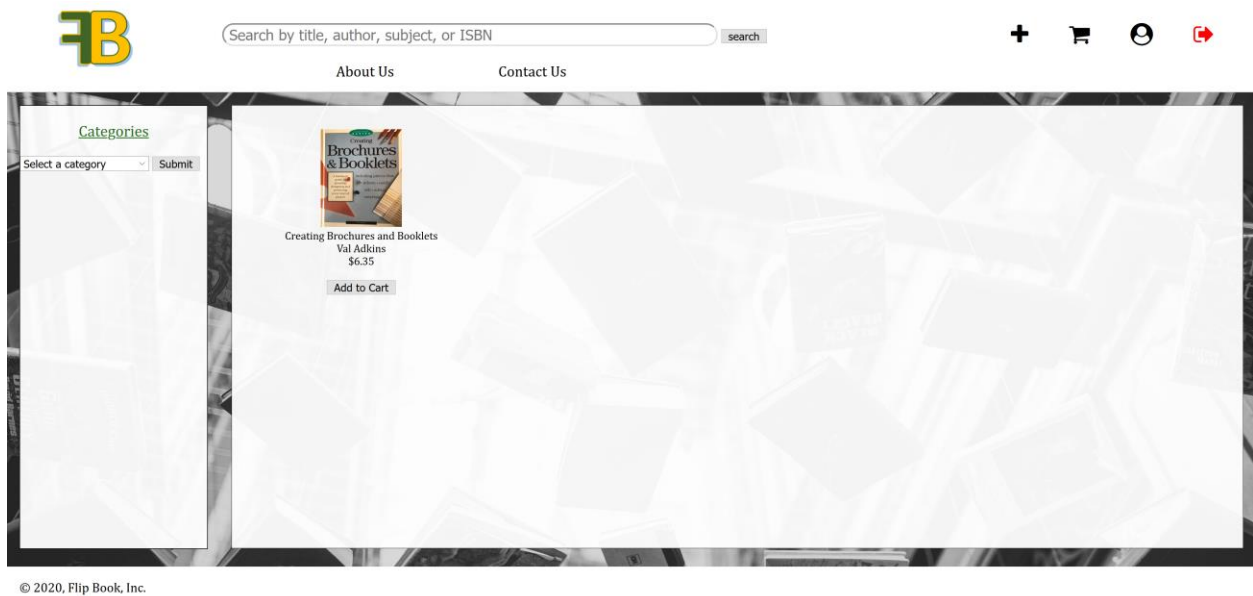 FB
Search by title, author, subject, or ISBN
search
About Us
Contact Us
Categories
Select a category
Submit
Creating
Brochures
& Booklets
Creating Brochures and Booklets
Val Adkins
$6.35
Add to Cart
© 2020, Flip Book, Inc.